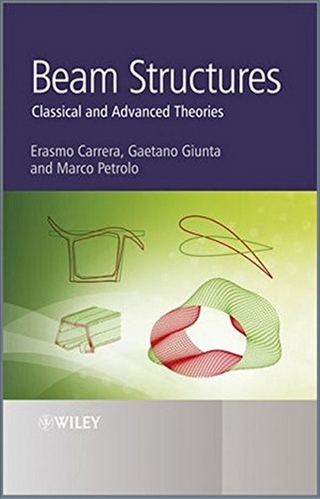 Beam Structures
Classical and Advanced Theories
Erasmo Carrera, Gaetano Giunta
and Marco Petrolo
WILEY